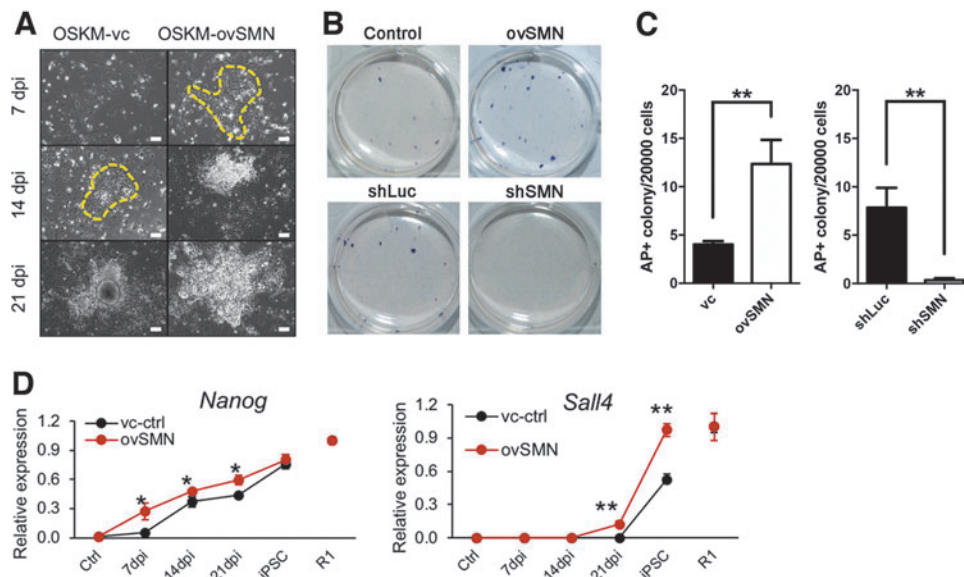 A
OSKM-vc OSKM-ovSMN
7 dpi
14 dpi
21 dpi
B
Control ovSMN
shLuc shSMN
C
AP+ colony/20000 cells
20
15
10
5
0
**
vc
ovSMN
AP+ colony/20000 cells
20
15
10
5
0
**
shLuc
shSMN
D
Nanog
Relative expression
1.2
0.9
0.6
0.3
0.0
vc-ctrl
ovSMN
* * *
Ctrl 7dpi 14dpi 21dpi iPSC R1
Sall4
Relative expression
1.2
0.9
0.6
0.3
0.0
vc-ctrl
ovSMN
** **
Ctrl 7dpi 14dpi 21dpi iPSC R1